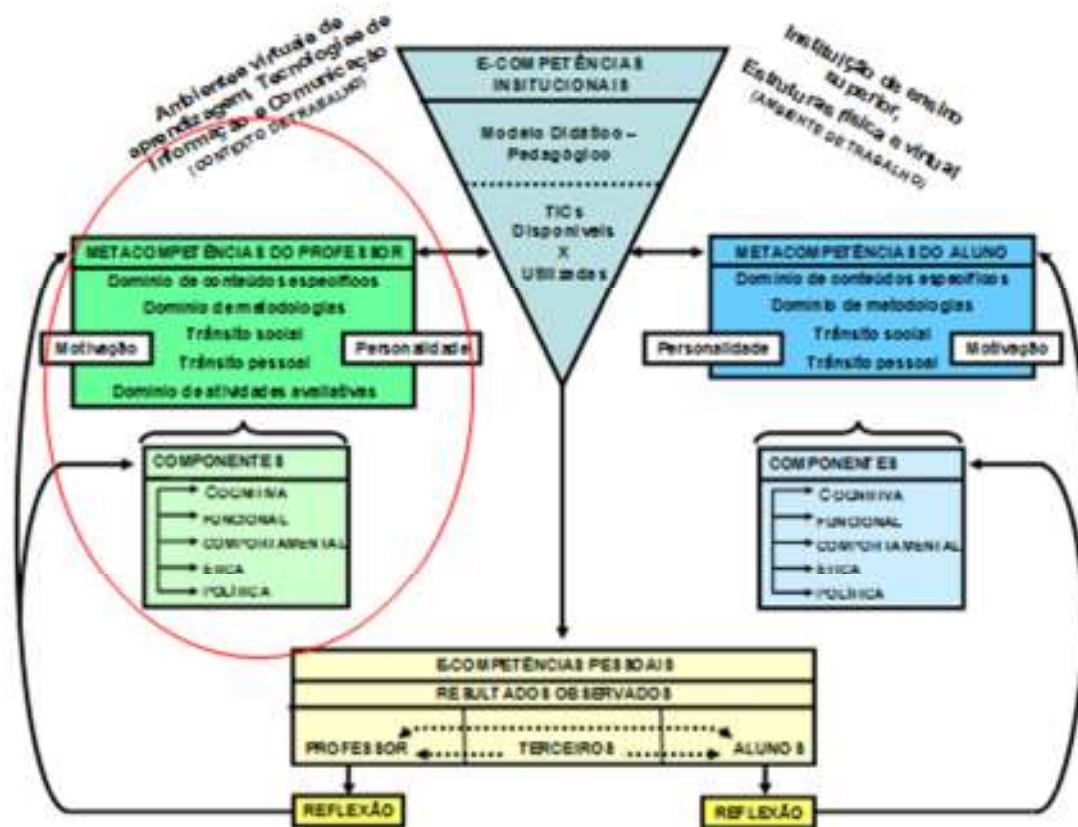 Ambientes virtuais de
aprendizagem, Tecnologias de
Informação e Comunicação
(CONTEXTO DE TRABALHO)
E-COMPETÊNCIAS
INSITUCIONAIS
Modelo Didático –
Pedagógico
TICs
Disponíveis
X
Utilizadas
Instituição de ensino
superior,
Estruturas física e virtual
(AMBIENTE DE TRABALHO)
METACOMPETÊNCIAS DO PROFESSOR
Domínio de conteúdos específicos
Domínio de metodologias
Trânsito social
Motivação
Personalidade
Trânsito pessoal
Domínio de atividades avaliativas
METACOMPETÊNCIAS DO ALUNO
Domínio de conteúdos específicos
Domínio de metodologias
Trânsito social
Personalidade
Motivação
Trânsito pessoal
COMPONENTES
COGNITIVA
FUNCIONAL
COMPORTAMENTAL
ÉTICA
POLÍTICA
COMPONENTES
COGNITIVA
FUNCIONAL
COMPORTAMENTAL
ÉTICA
POLÍTICA
E-COMPETÊNCIAS PESSOAIS
RESULTADOS OBSERVADOS
PROFESSOR TERCEIROS ALUNOS
REFLEXÃO
REFLEXÃO